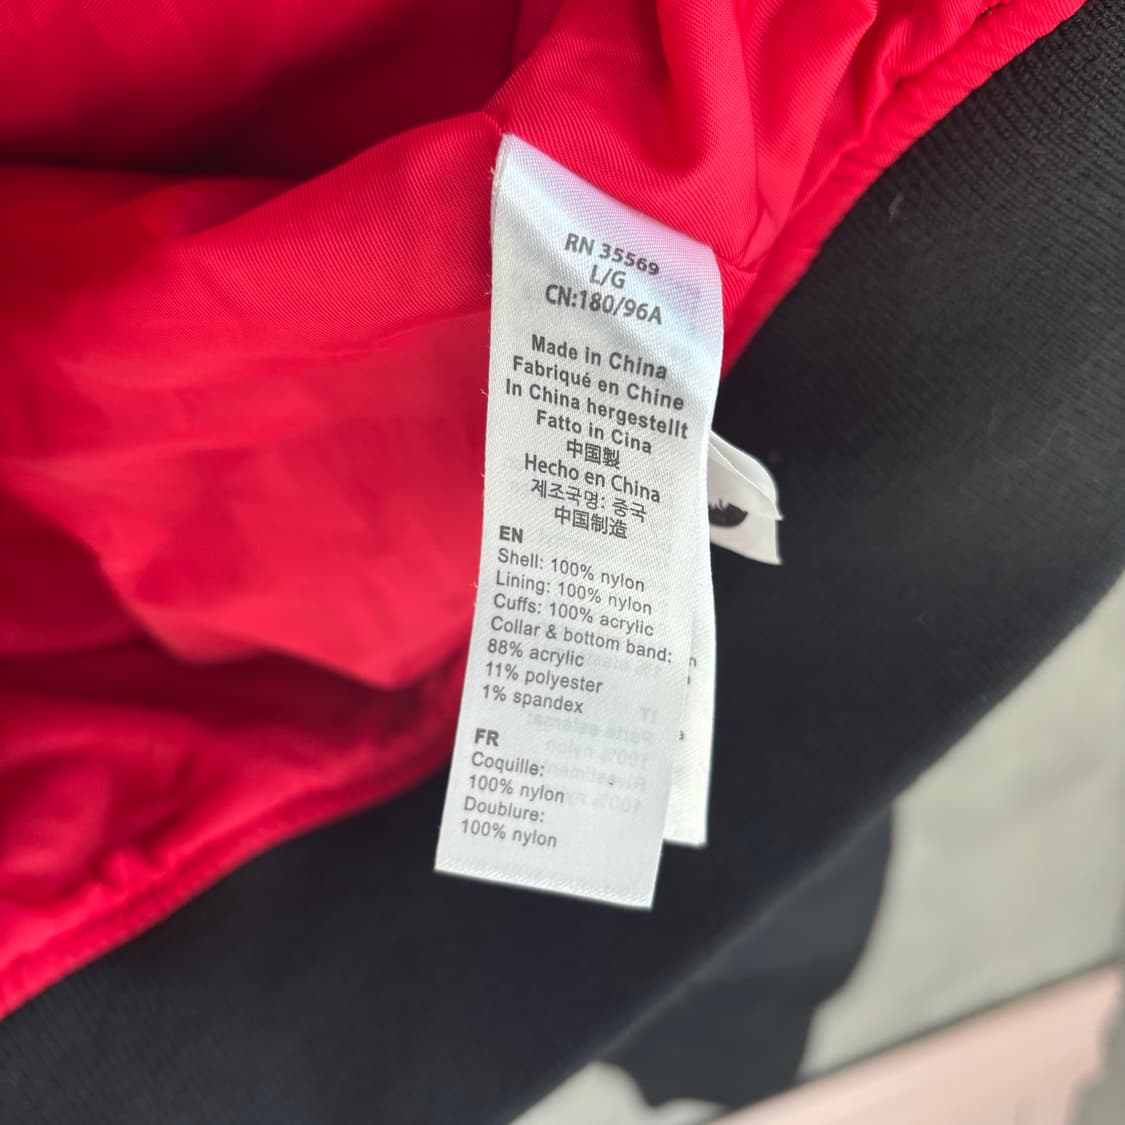 RN 35569
L/G
CN:180/96A
Made in China
Fabriqué en Chine
In China hergestellt
Fatto in Cina
中国製
Hecho en China
제조국명: 중국
中国制造
EN
Shell: 100% nylon
Lining: 100% nylon
Cuffs: 100% acrylic
Collar & bottom band:
88% acrylic
11% polyester
1% spandex
FR
Coquille:
100% nylon
Doublure:
100% nylon